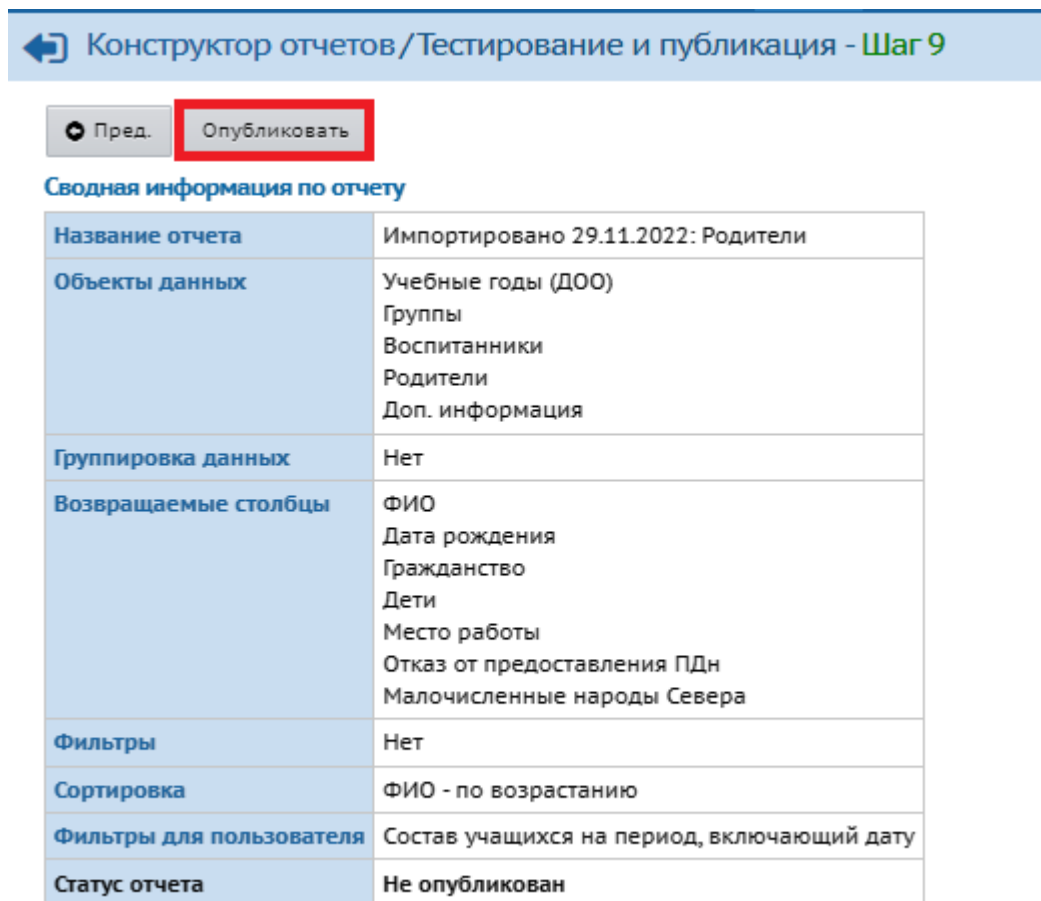 Конструктор отчетов/Тестирование и публикация - Шаг 9
Пред. Опубликовать
Сводная информация по отчету
Название отчета Импортировано 29.11.2022: Родители
Объекты данных Учебные годы (ДОО)
Группы
Воспитанники
Родители
Доп. информация
Группировка данных Нет
Возвращаемые столбцы ФИО
Дата рождения
Гражданство
Дети
Место работы
Отказ от предоставления ПДн
Малочисленные народы Севера
Фильтры Нет
Сортировка ФИО - по возрастанию
Фильтры для пользователя Состав учащихся на период, включающий дату
Статус отчета Не опубликован